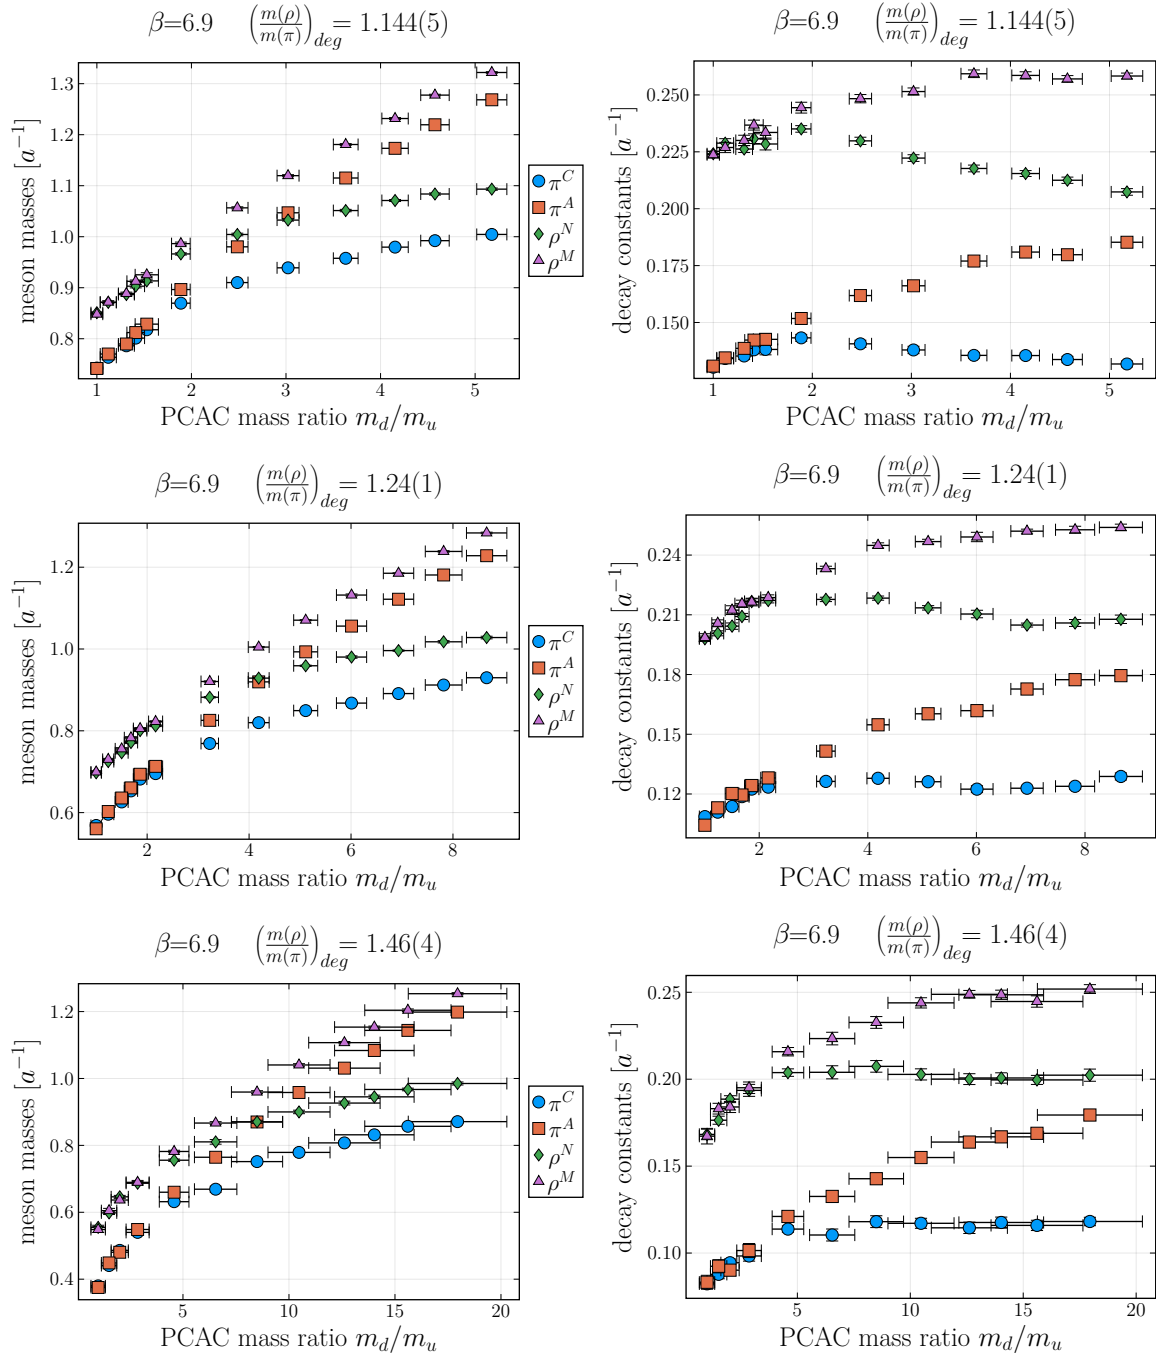 β=6.9 (m(ρ)/m(π))_deg = 1.144(5)
meson masses [a⁻¹]
1.3
1.2
1.1
1.0
0.9
0.8
1 2 3 4 5
PCAC mass ratio m_d/m_u
π^C
π^A
ρ^N
ρ^M
β=6.9 (m(ρ)/m(π))_deg = 1.144(5)
decay constants [a⁻¹]
0.250
0.225
0.200
0.175
0.150
1 2 3 4 5
PCAC mass ratio m_d/m_u
β=6.9 (m(ρ)/m(π))_deg = 1.24(1)
meson masses [a⁻¹]
1.2
1.0
0.8
0.6
2 4 6 8
PCAC mass ratio m_d/m_u
π^C
π^A
ρ^N
ρ^M
β=6.9 (m(ρ)/m(π))_deg = 1.24(1)
decay constants [a⁻¹]
0.24
0.21
0.18
0.15
0.12
2 4 6 8
PCAC mass ratio m_d/m_u
β=6.9 (m(ρ)/m(π))_deg = 1.46(4)
meson masses [a⁻¹]
1.2
1.0
0.8
0.6
0.4
5 10 15 20
PCAC mass ratio m_d/m_u
π^C
π^A
ρ^N
ρ^M
β=6.9 (m(ρ)/m(π))_deg = 1.46(4)
decay constants [a⁻¹]
0.25
0.20
0.15
0.10
5 10 15 20
PCAC mass ratio m_d/m_u